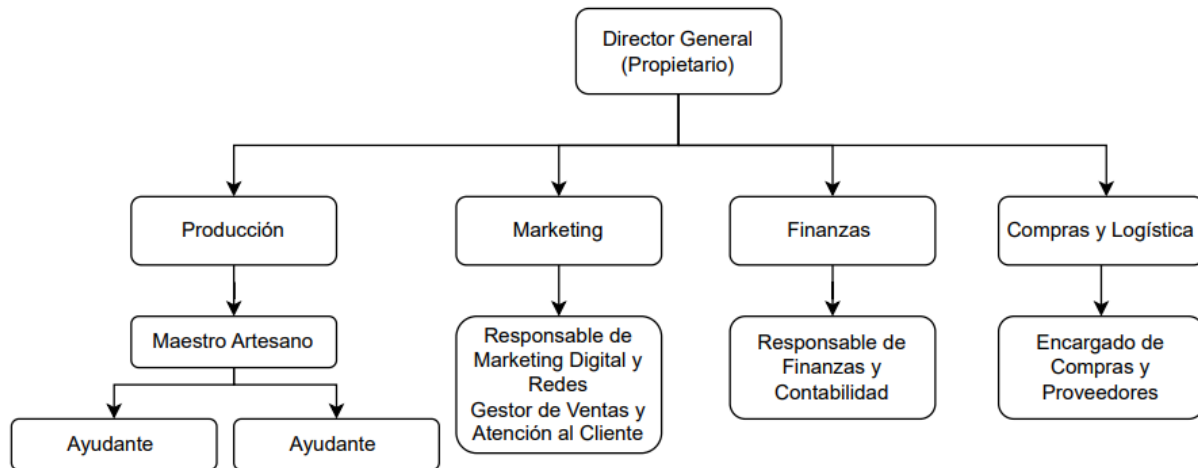 Director General
(Propietario)
Producción
Marketing
Finanzas
Compras y Logística
Maestro Artesano
Responsable de
Marketing Digital y
Redes
Gestor de Ventas y
Atención al Cliente
Responsable de
Finanzas y
Contabilidad
Encargado de
Compras y
Proveedores
Ayudante
Ayudante